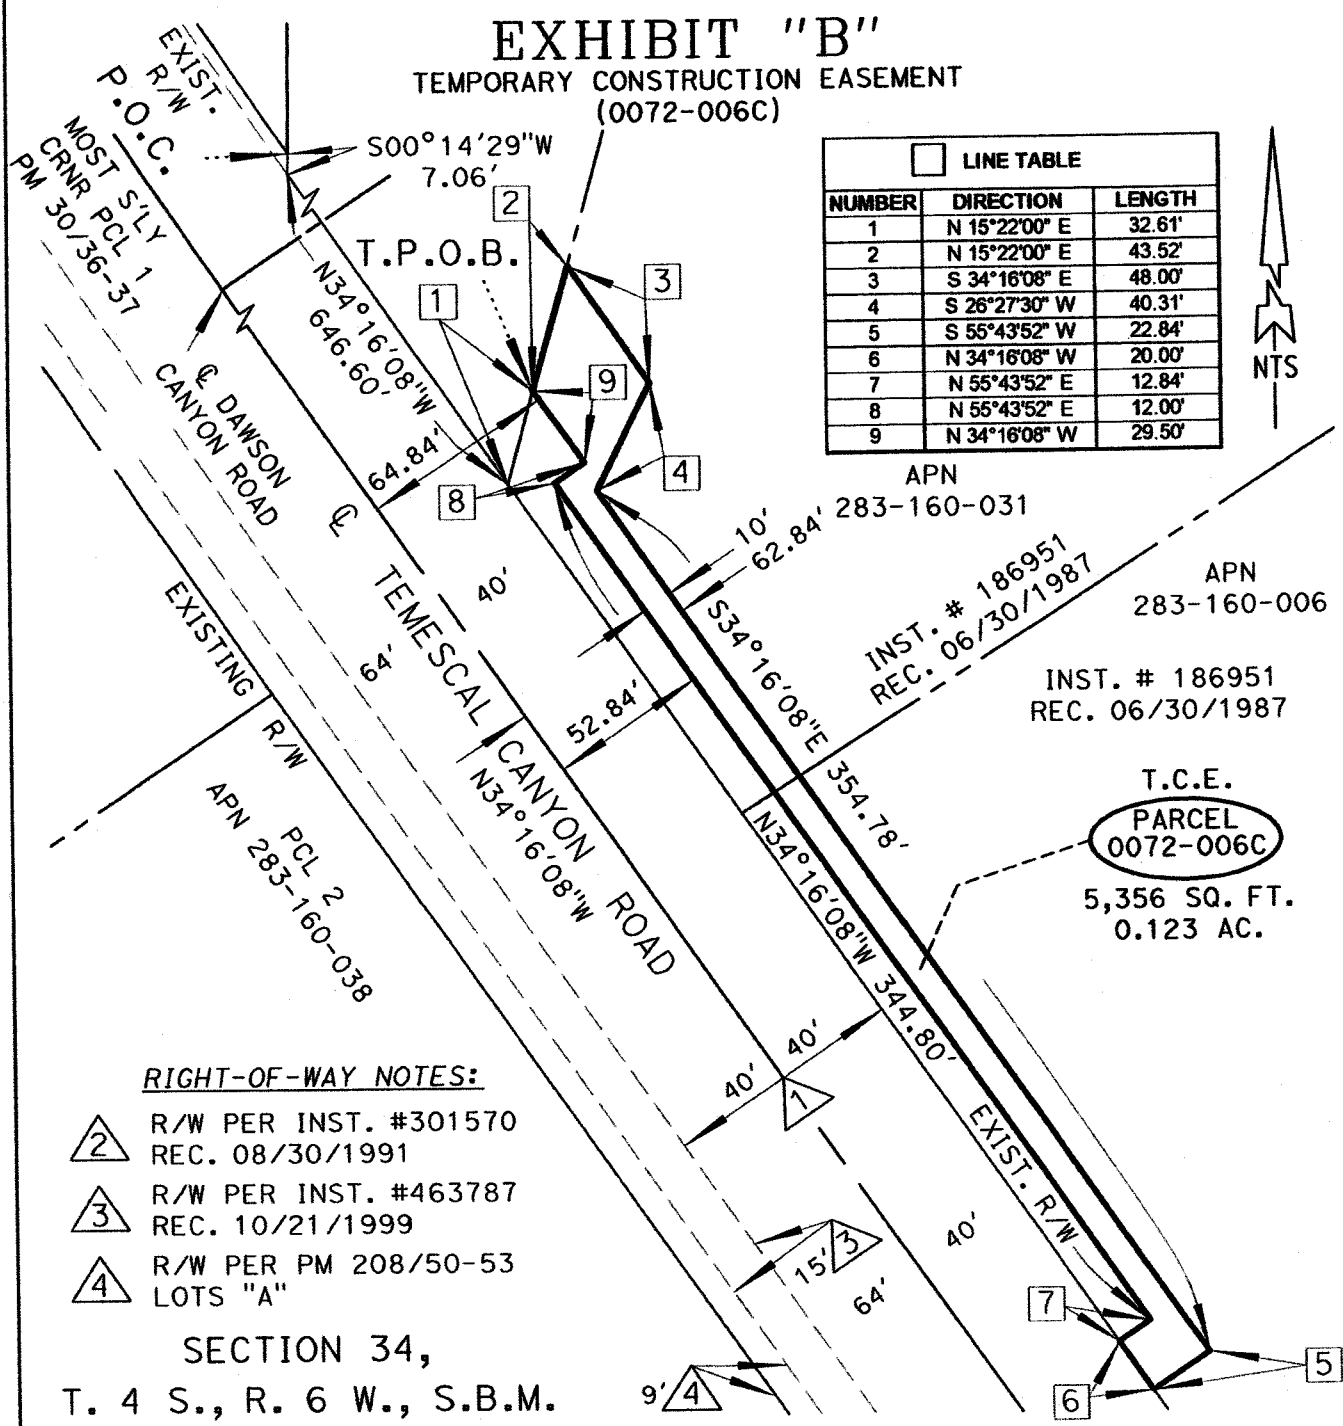 EXHIBIT "B"
TEMPORARY CONSTRUCTION EASEMENT
(0072-006C)
EXIST.
R/W
P.O.C.
MOST S'LY
CRNR PCL 1
PM 30/36-37
S00°14'29"W
7.06'
T.P.O.B.
LINE TABLE
NUMBER DIRECTION LENGTH
1 N 15°22'00" E 32.61'
2 N 15°22'00" E 43.52'
3 S 34°16'08" E 48.00'
4 S 26°27'30" W 40.31'
5 S 55°43'52" W 22.84'
6 N 34°16'08" W 20.00'
7 N 55°43'52" E 12.84'
8 N 55°43'52" E 12.00'
9 N 34°16'08" W 29.50'
NTS
2
3
1
9
8
4
N34°16'08"W
646.60'
℄ DAWSON
CANYON ROAD
64.84'
℄
APN
283-160-031
10'
62.84'
40'
64'
TEMESCAL CANYON ROAD
N34°16'08"W
52.84'
EXISTING R/W
S34°16'08"E 354.78'
INST. # 186951
REC. 06/30/1987
APN
283-160-006
INST. # 186951
REC. 06/30/1987
T.C.E.
PARCEL
0072-006C
5,356 SQ. FT.
0.123 AC.
PCL 2
APN 283-160-038
N34°16'08"W 344.80'
EXIST. R/W
40'
40'
1
RIGHT-OF-WAY NOTES:
2 R/W PER INST. #301570
REC. 08/30/1991
3 R/W PER INST. #463787
REC. 10/21/1999
4 R/W PER PM 208/50-53
LOTS "A"
40'
15' 3
64'
7
5
6
9' 4
SECTION 34,
T. 4 S., R. 6 W., S.B.M.